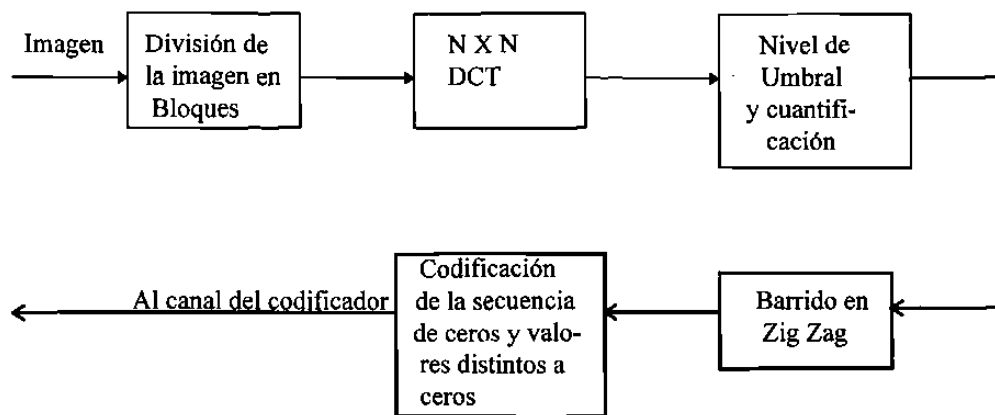 Imagen
División de
la imagen en
Bloques
N X N
DCT
Nivel de
Umbral
y cuantifi-
cación
Barrido en
Zig Zag
Codificación
de la secuencia
de ceros y valo-
res distintos a
ceros
Al canal del codificador